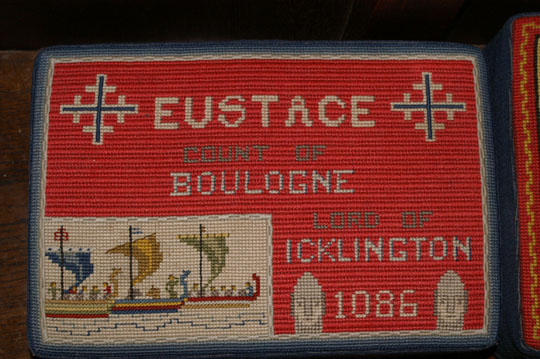 EUSTACE
COUNT OF
BOULOGNE
LORD OF
ICKLINGTON
1086